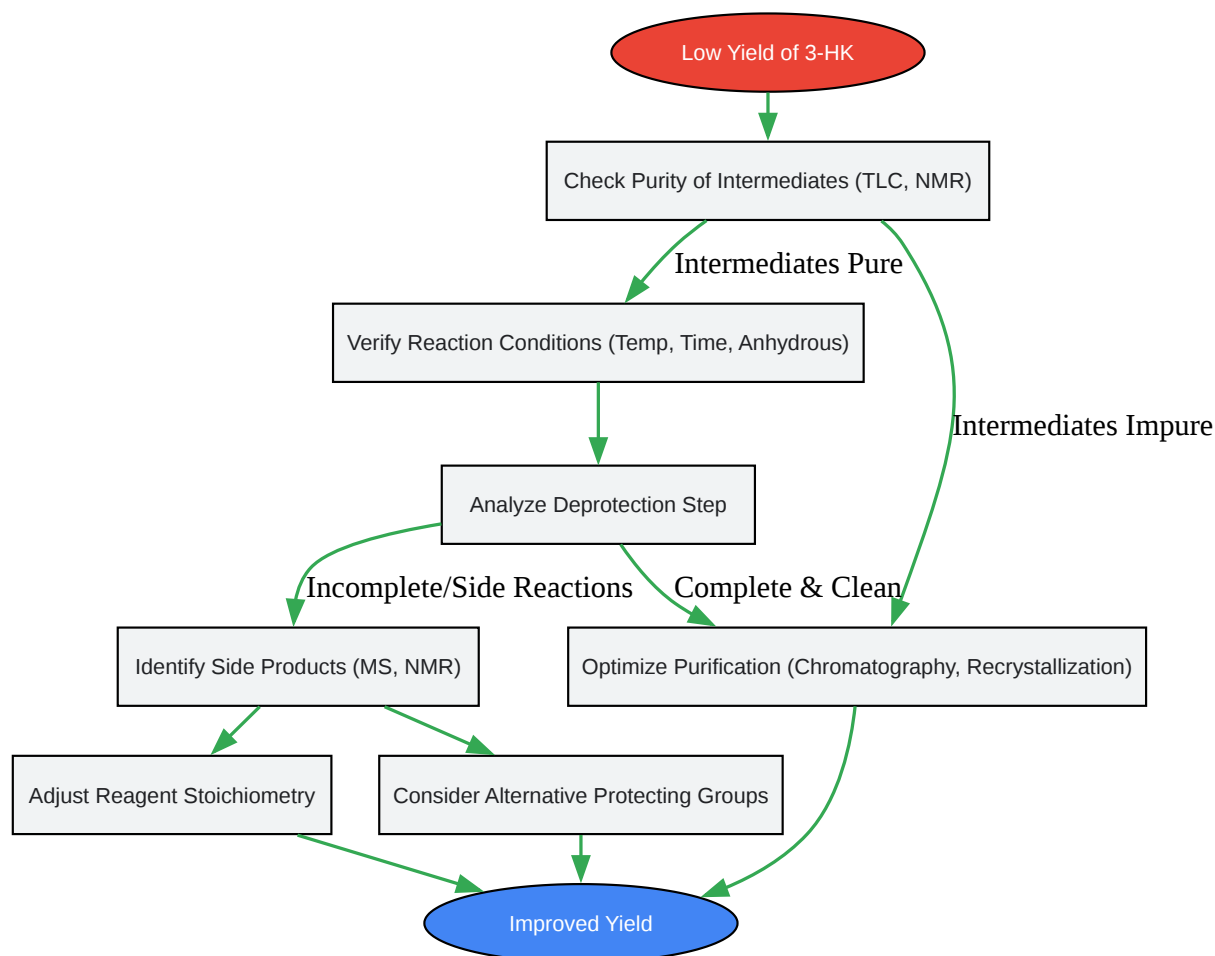 Low Yield of 3-HK
Check Purity of Intermediates (TLC, NMR)
Intermediates Pure
Verify Reaction Conditions (Temp, Time, Anhydrous)
Intermediates Impure
Analyze Deprotection Step
Incomplete/Side Reactions
Complete & Clean
Identify Side Products (MS, NMR)
Optimize Purification (Chromatography, Recrystallization)
Adjust Reagent Stoichiometry
Consider Alternative Protecting Groups
Improved Yield